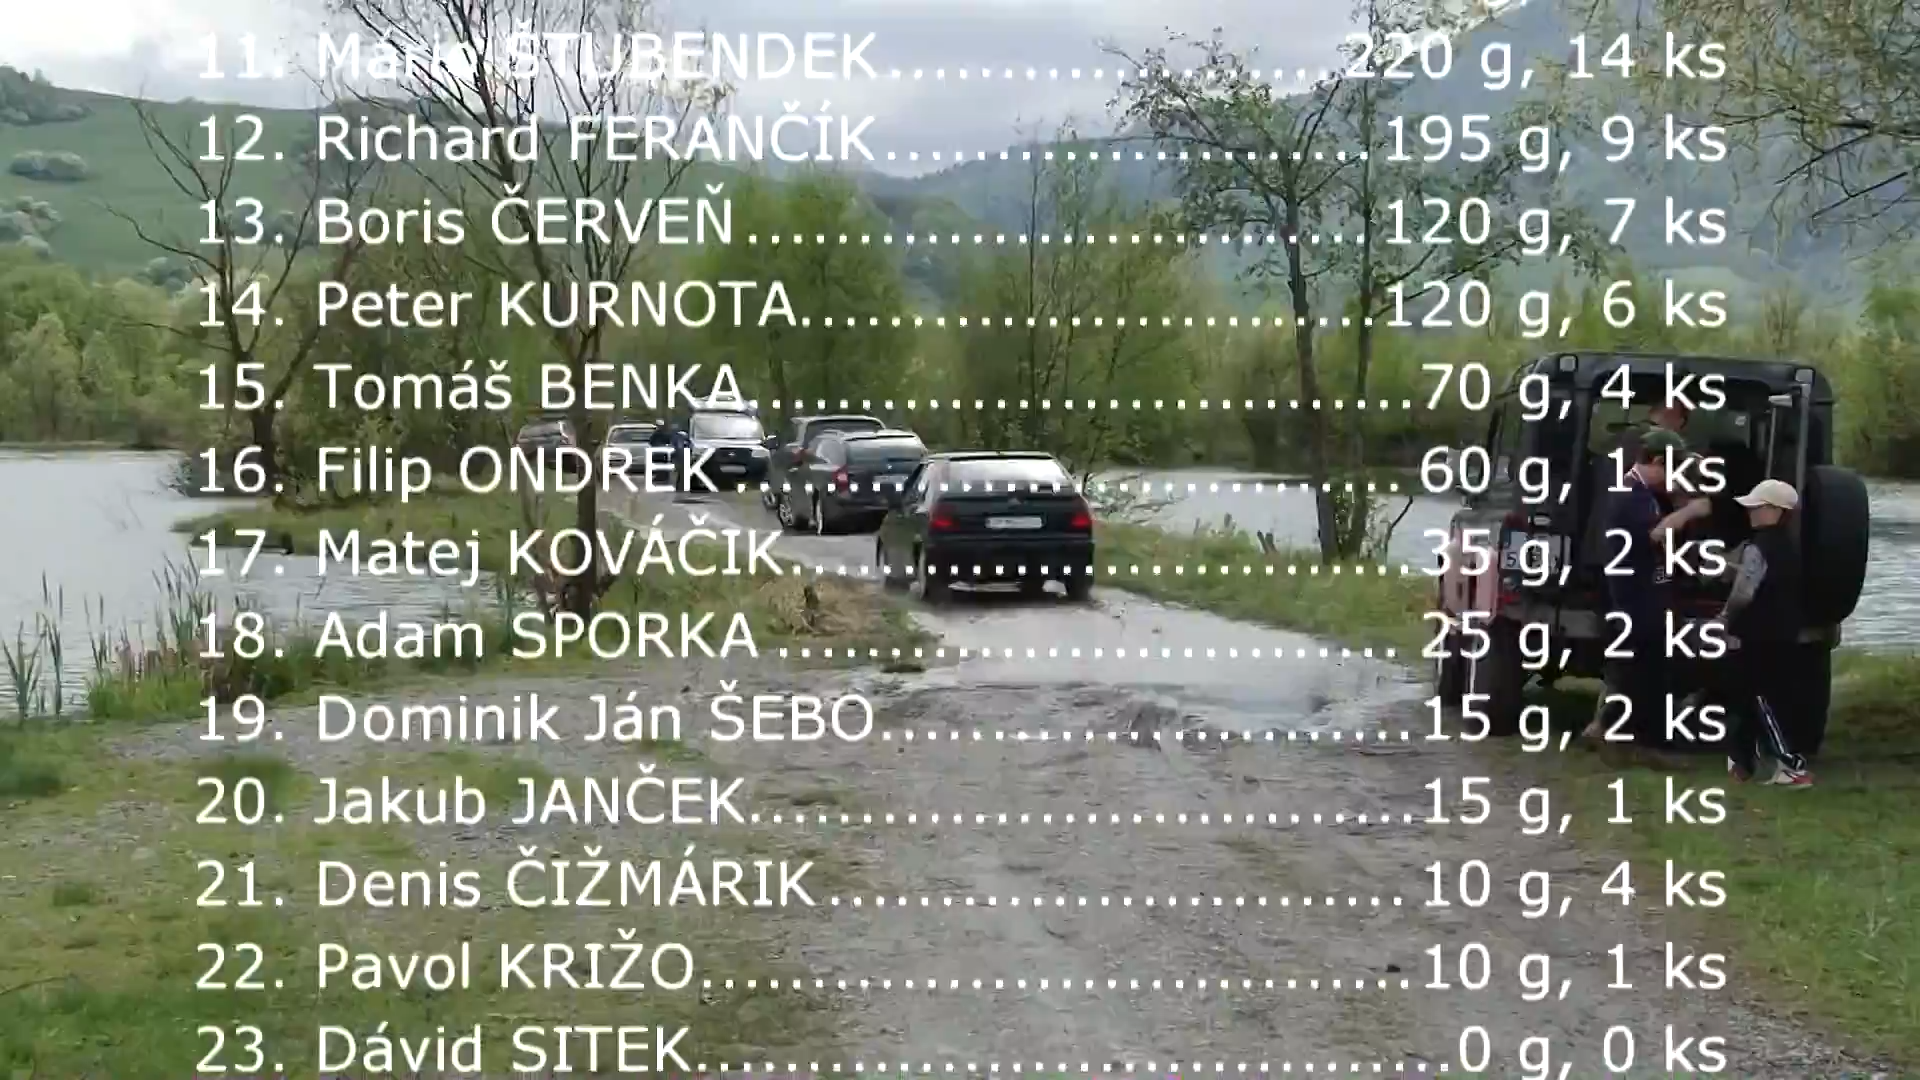 11. Mário ŠTUBENDEK....................220 g, 14 ks
12. Richard FERANČÍK......................195 g, 9 ks
13. Boris ČERVEŇ............................120 g, 7 ks
14. Peter KURNOTA..........................120 g, 6 ks
15. Tomáš BENKA..............................70 g, 4 ks
16. Filip ONDREK .............................. 60 g, 1 ks
17. Matej KOVÁČIK............................35 g, 2 ks
18. Adam SPORKA ............................ 25 g, 2 ks
19. Dominik Ján ŠEBO........................15 g, 2 ks
20. Jakub JANČEK..............................15 g, 1 ks
21. Denis ČIŽMÁRIK.......................... 10 g, 4 ks
22. Pavol KRIŽO................................10 g, 1 ks
23. Dávid SITEK..................................0 g, 0 ks